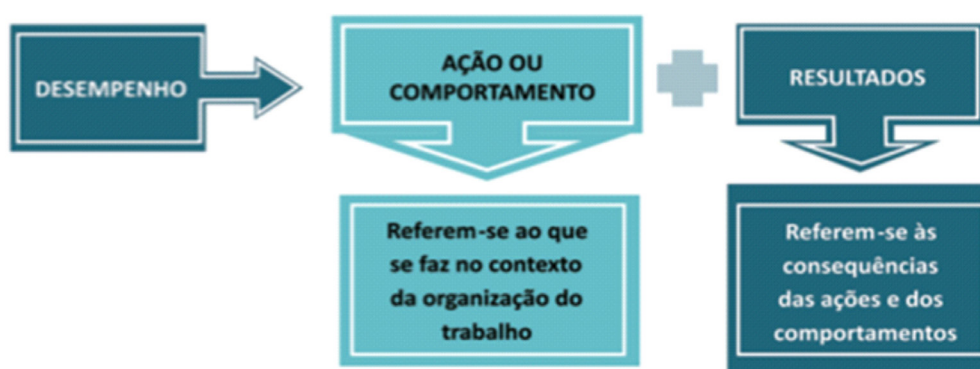 DESEMPENHO
AÇÃO OU
COMPORTAMENTO
RESULTADOS
Referem-se ao que
se faz no contexto
da organização do
trabalho
Referem-se às
consequências
das ações e dos
comportamentos